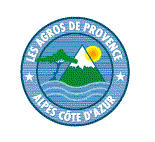 LES AGROS DE PROVENCE
ALPES CÔTE D'AZUR